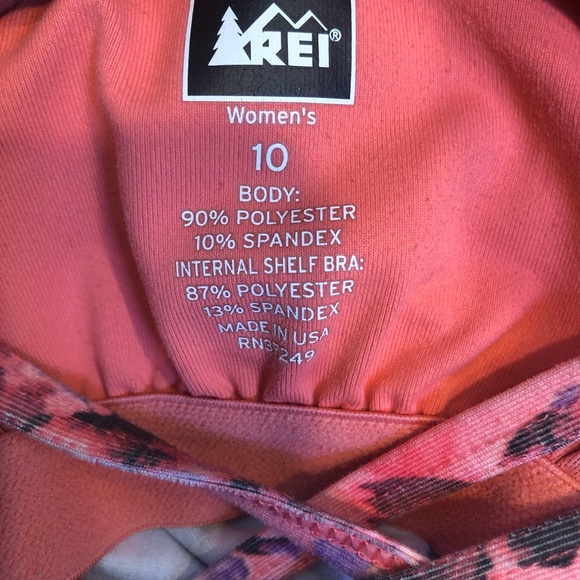 REI®
Women's
10
BODY:
90% POLYESTER
10% SPANDEX
INTERNAL SHELF BRA:
87% POLYESTER
13% SPANDEX
MADE IN USA